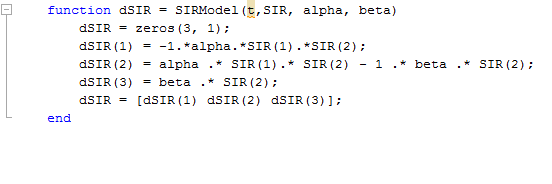 function dSIR = SIRModel(t,SIR, alpha, beta)
dSIR = zeros(3, 1);
dSIR(1) = -1.*alpha.*SIR(1).*SIR(2);
dSIR(2) = alpha .* SIR(1).* SIR(2) - 1 .* beta .* SIR(2);
dSIR(3) = beta .* SIR(2);
dSIR = [dSIR(1) dSIR(2) dSIR(3)];
end